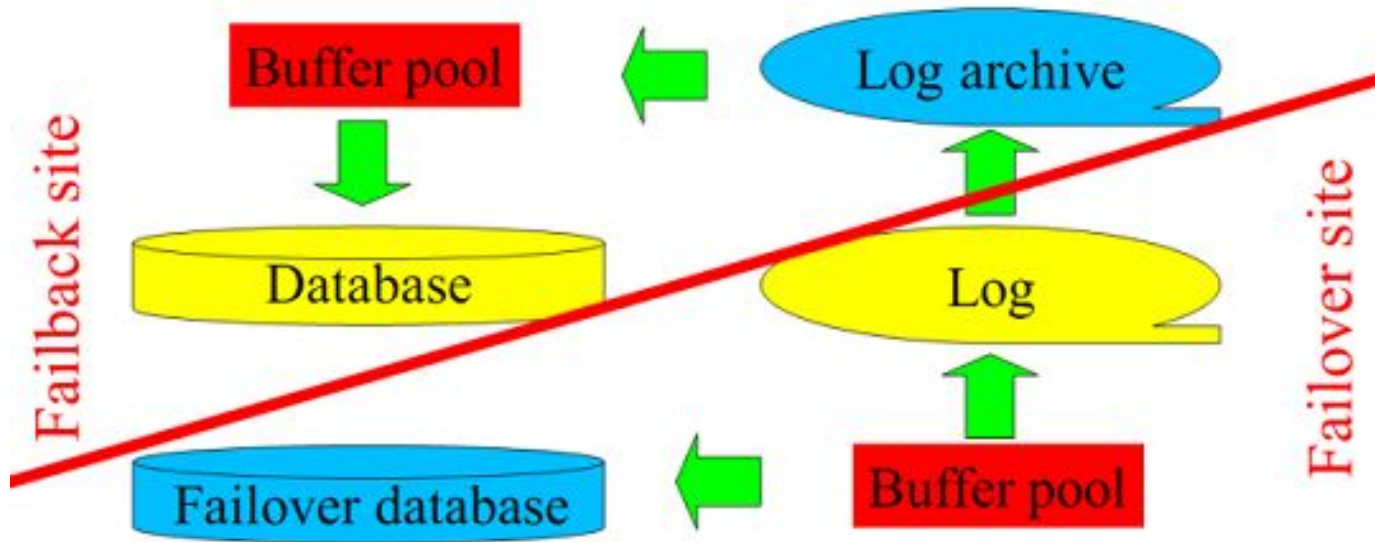 Buffer pool
Log archive
Failback site
Database
Log
Failover site
Failover database
Buffer pool